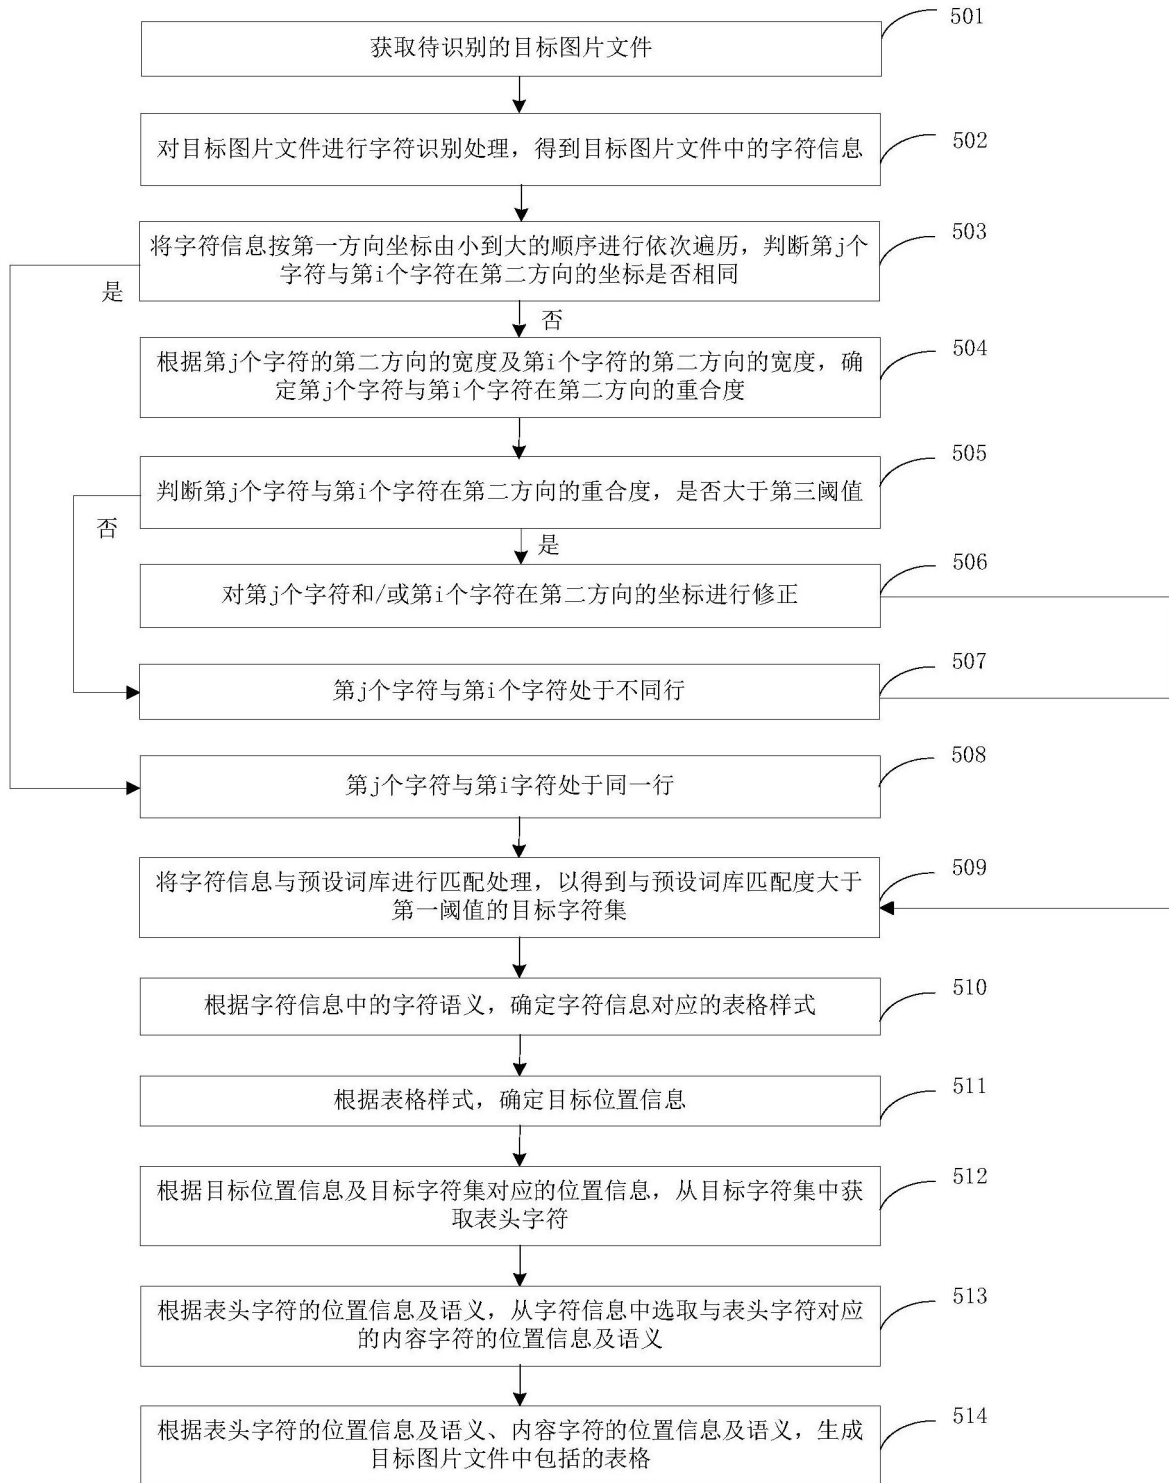 获取待识别的目标图片文件
501
对目标图片文件进行字符识别处理，得到目标图片文件中的字符信息
502
将字符信息按第一方向坐标由小到大的顺序进行依次遍历，判断第j个
字符与第i个字符在第二方向的坐标是否相同
503
是
否
根据第j个字符的第二方向的宽度及第i个字符的第二方向的宽度，确
定第j个字符与第i个字符在第二方向的重合度
504
判断第j个字符与第i个字符在第二方向的重合度，是否大于第三阈值
505
否
是
对第j个字符和/或第i个字符在第二方向的坐标进行修正
506
第j个字符与第i个字符处于不同行
507
第j个字符与第i字符处于同一行
508
将字符信息与预设词库进行匹配处理，以得到与预设词库匹配度大于
第一阈值的目标字符集
509
根据字符信息中的字符语义，确定字符信息对应的表格样式
510
根据表格样式，确定目标位置信息
511
根据目标位置信息及目标字符集对应的位置信息，从目标字符集中获
取表头字符
512
根据表头字符的位置信息及语义，从字符信息中选取与表头字符对应
的内容字符的位置信息及语义
513
根据表头字符的位置信息及语义、内容字符的位置信息及语义，生成
目标图片文件中包括的表格
514